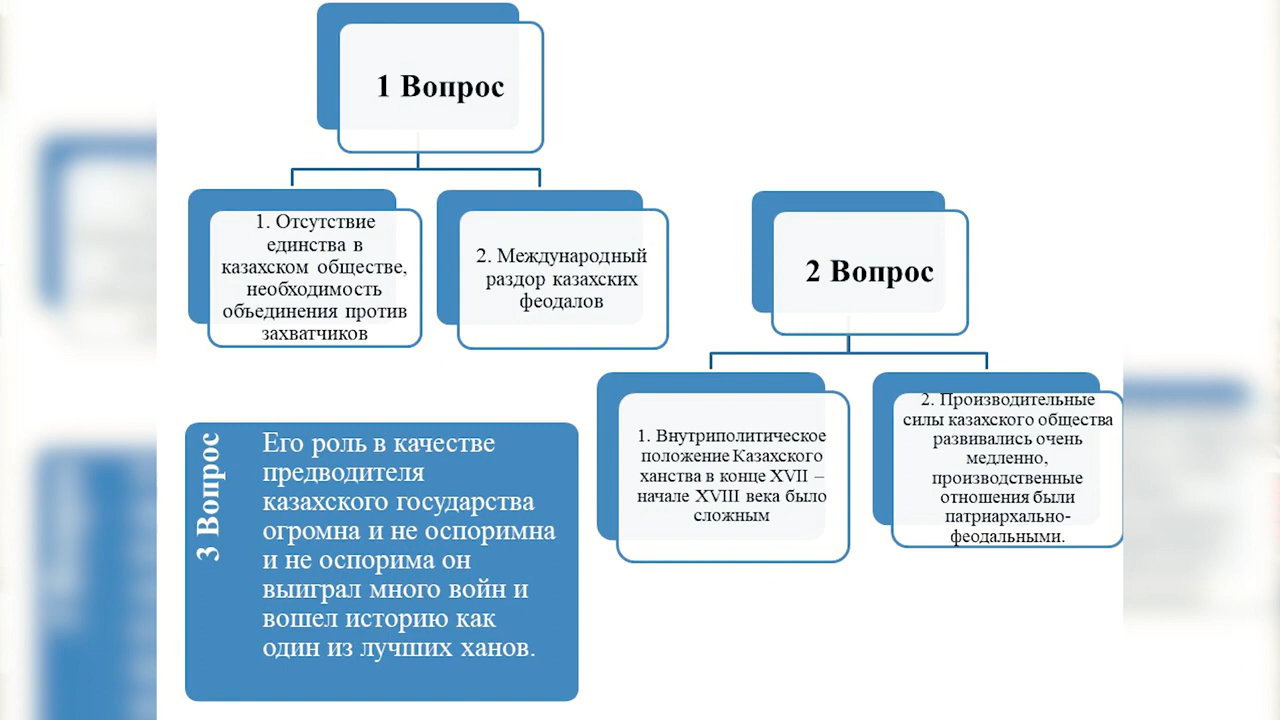 1 Вопрос
1. Отсутствие
единства в
казахском обществе,
необходимость
объединения против
захватчиков
2. Международный
раздор казахских
феодалов
2 Вопрос
1. Внутриполитическое
положение Казахского
ханства в конце XVII –
начале XVIII века было
сложным
2. Производительные
силы казахского общества
развивались очень
медленно,
производственные
отношения были
патриархально-
феодальными.
3 Вопрос
Его роль в качестве
предводителя
казахского государства
огромна и не оспоримна
и не оспорима он
выиграл много войн и
вошел историю как
один из лучших ханов.